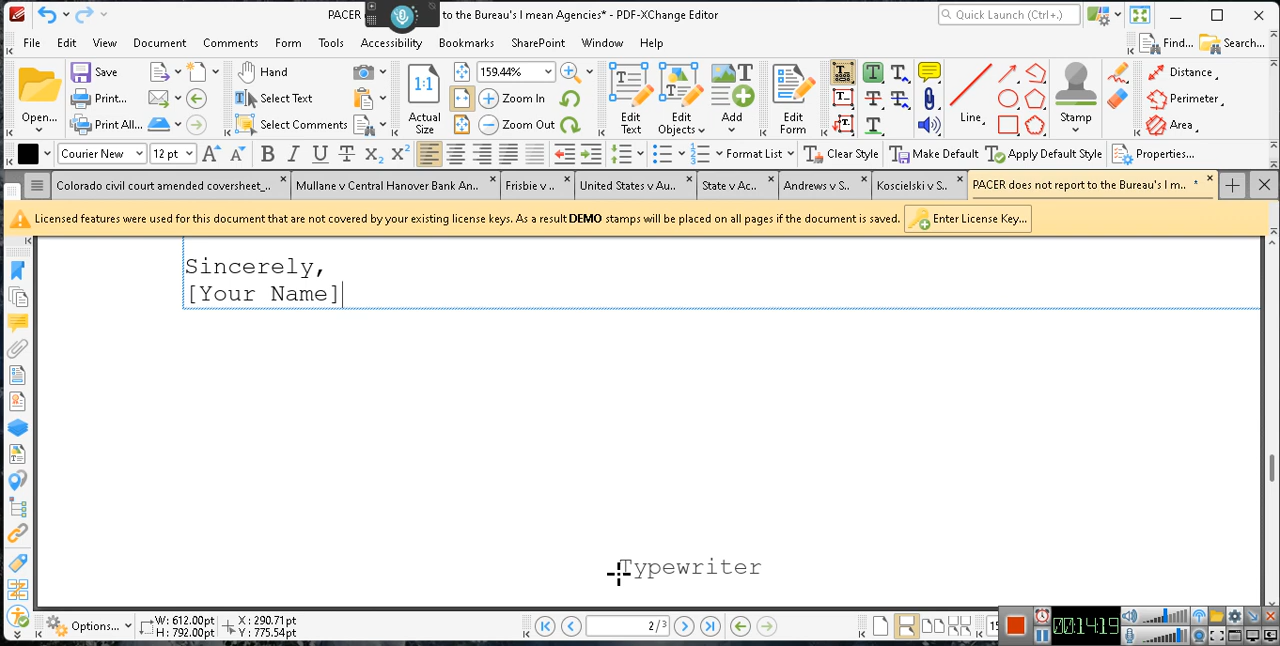 PACER
to the Bureau's I mean Agencies* - PDF-XChange Editor
Quick Launch (Ctrl+.)
File Edit View Document Comments Form Tools Accessibility Bookmarks SharePoint Window Help
Find... Search...
Open...
Save
Print...
Print All...
Hand
Select Text
Select Comments
1:1
Actual Size
159.44%
Zoom In
Zoom Out
Edit Text
Edit Objects
Add
Edit Form
Line
Stamp
Distance
Perimeter
Area
Courier New 12 pt B I U Format List Clear Style Make Default Apply Default Style Properties...
Colorado civil court amended coversheet_.. Mullane v Central Hanover Bank An.. Frisbie v .. United States v Au.. State v Ac.. Andrews v S.. Koscielski v S.. PACER does not report to the Bureau's I m.. *
Licensed features were used for this document that are not covered by your existing license keys. As a result DEMO stamps will be placed on all pages if the document is saved. Enter License Key...
Sincerely,
[Your Name]
Typewriter
Options...
W: 612.00pt
H: 792.00pt
X: 290.71pt
Y: 775.54pt
2/3
00:14:19